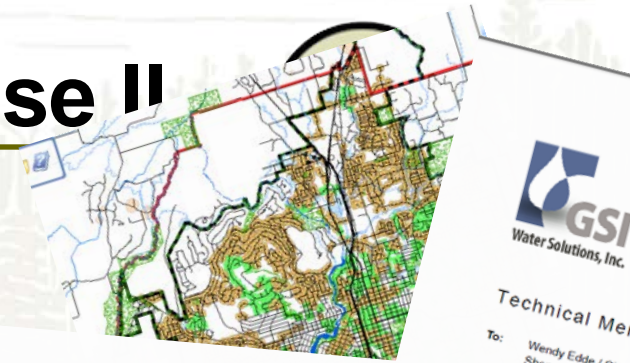 se II
GSI
Water Solutions, Inc.
Technical Me
To:
Wendy Edde /